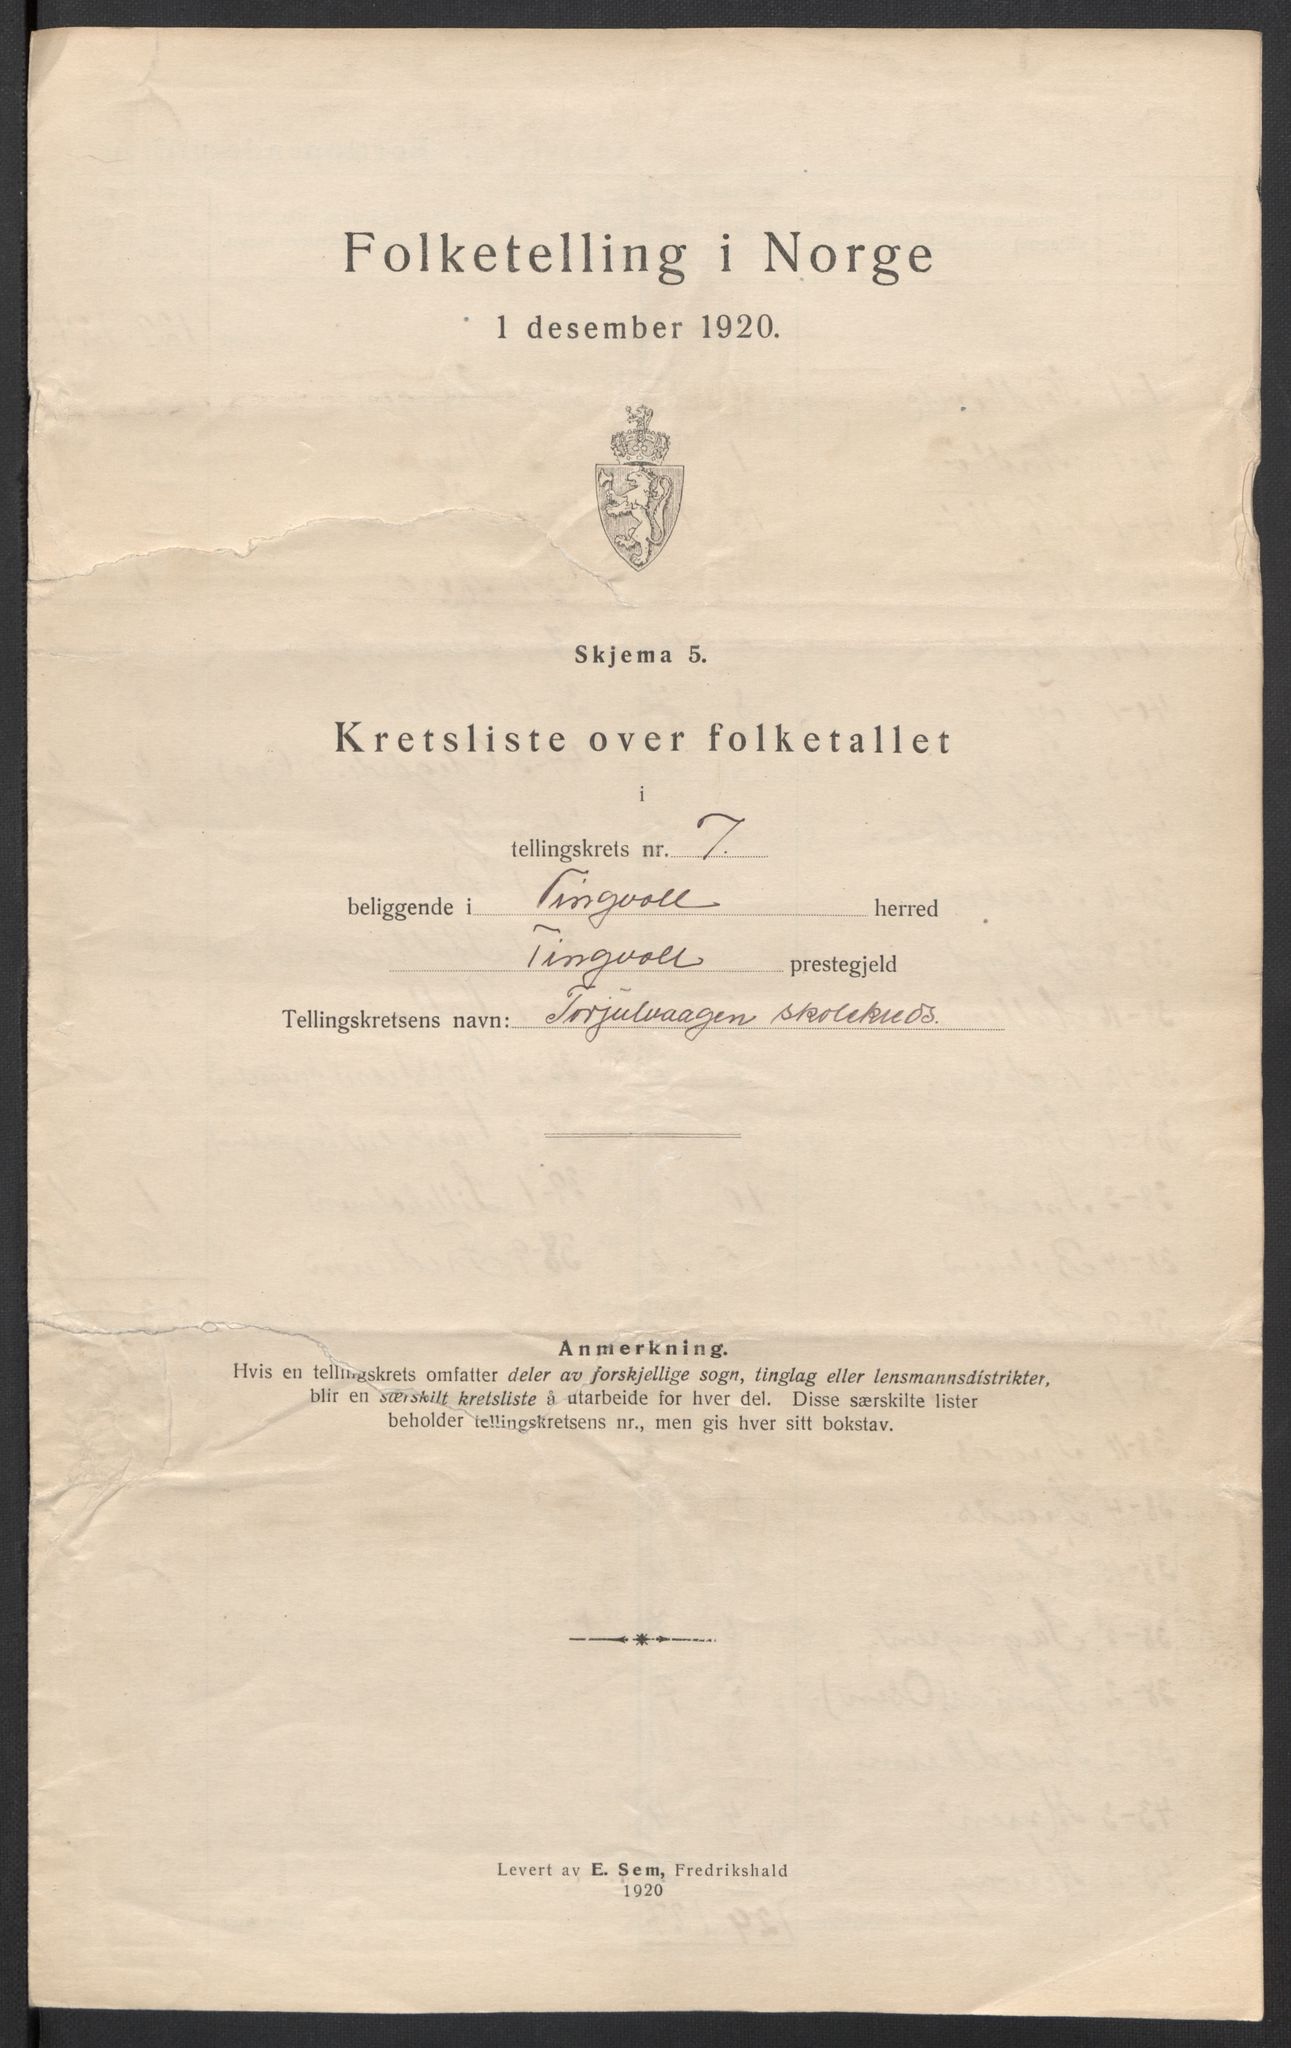 Folketelling i Norge
1 desember 1920.
Skjema 5.
Kretsliste over folketallet
i
tellingskrets nr. 7.
beliggende i Tingvoll herred
Tingvoll prestegjeld
Tellingskretsens navn: Torjulvaagen skolekreds.
Anmerkning.
Hvis en tellingskrets omfatter deler av forskjellige sogn, tinglag eller lensmannsdistrikter,
blir en særskilt kretsliste å utarbeide for hver del. Disse særskilte lister
beholder tellingskretsens nr., men gis hver sitt bokstav.
Levert av E. Sem, Fredrikshald
1920